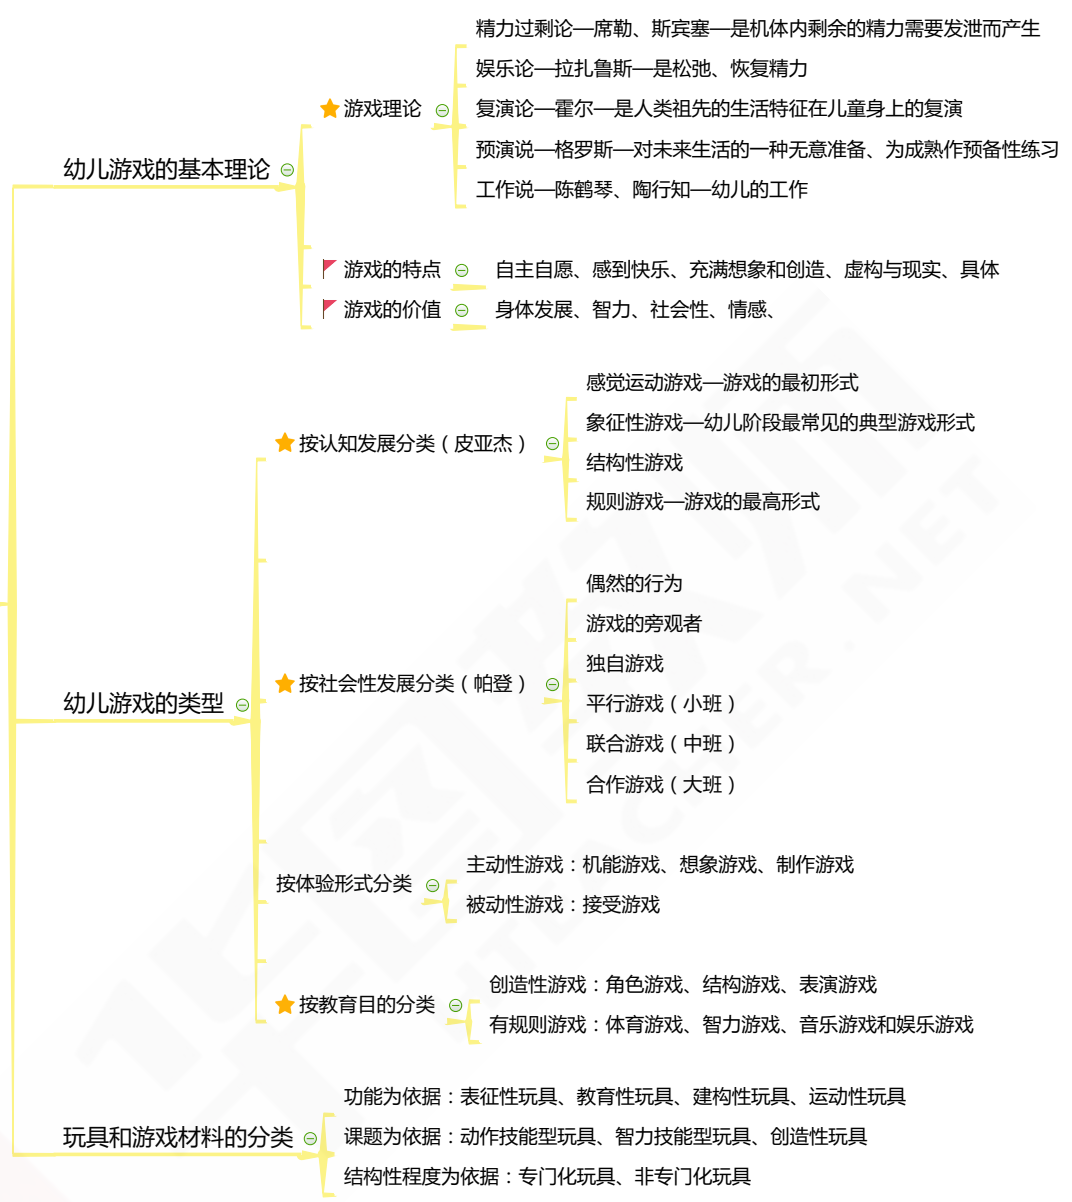 精力过剩论—席勒、斯宾塞—是机体内剩余的精力需要发泄而产生
娱乐论—拉扎鲁斯—是松弛、恢复精力
游戏理论
复演论—霍尔—是人类祖先的生活特征在儿童身上的复演
预演说—格罗斯—对未来生活的一种无意准备、为成熟作预备性练习
幼儿游戏的基本理论
工作说—陈鹤琴、陶行知—幼儿的工作
游戏的特点
自主自愿、感到快乐、充满想象和创造、虚构与现实、具体
游戏的价值
身体发展、智力、社会性、情感、
感觉运动游戏—游戏的最初形式
象征性游戏—幼儿阶段最常见的典型游戏形式
按认知发展分类（皮亚杰）
结构性游戏
规则游戏—游戏的最高形式
偶然的行为
游戏的旁观者
独自游戏
按社会性发展分类（帕登）
平行游戏（小班）
幼儿游戏的类型
联合游戏（中班）
合作游戏（大班）
主动性游戏：机能游戏、想象游戏、制作游戏
按体验形式分类
被动性游戏：接受游戏
创造性游戏：角色游戏、结构游戏、表演游戏
按教育目的分类
有规则游戏：体育游戏、智力游戏、音乐游戏和娱乐游戏
功能为依据：表征性玩具、教育性玩具、建构性玩具、运动性玩具
玩具和游戏材料的分类
课题为依据：动作技能型玩具、智力技能型玩具、创造性玩具
结构性程度为依据：专门化玩具、非专门化玩具
华图教师
HTEACHER.NET